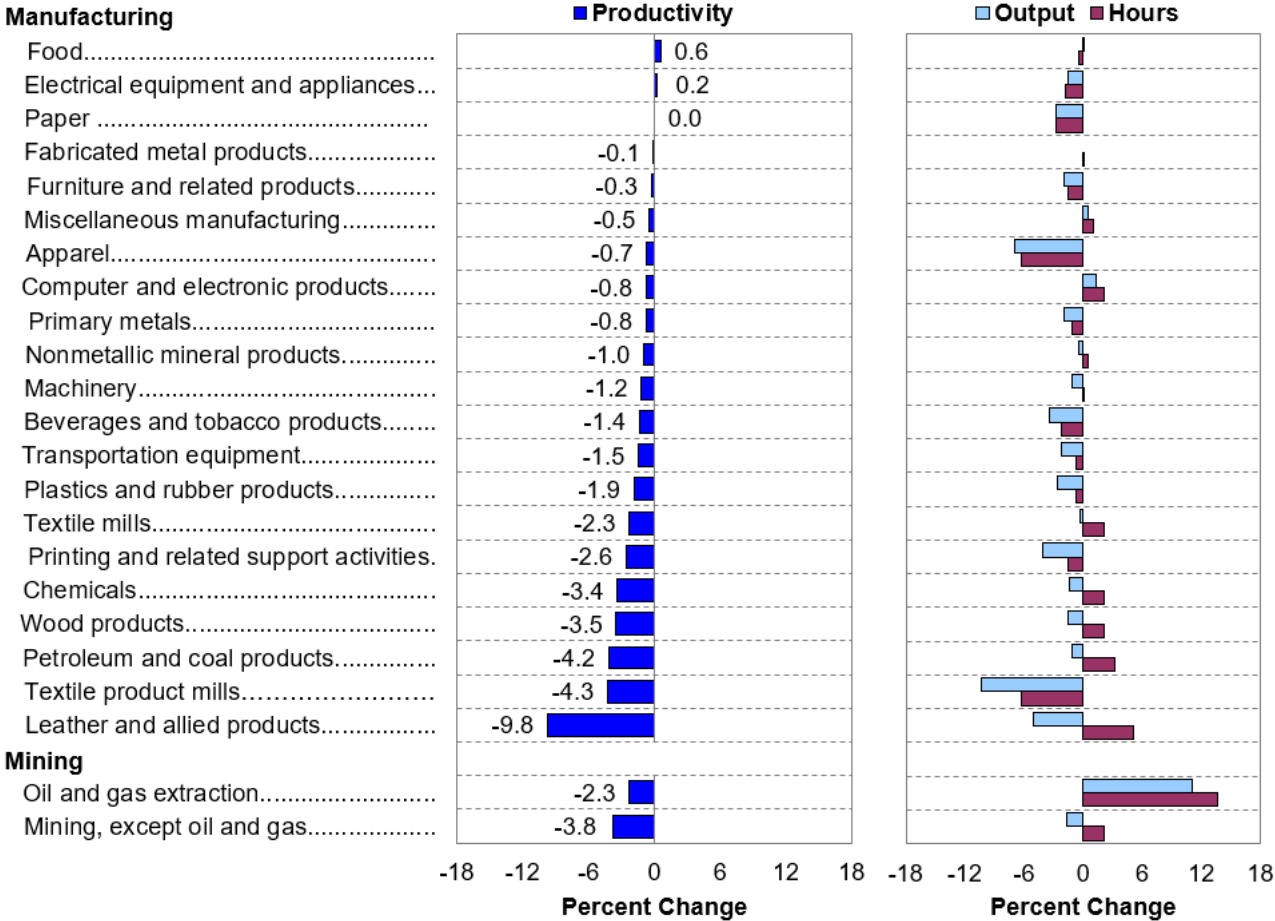 Manufacturing Productivity Output Hours
Food................................................ 0.6
Electrical equipment and appliances... 0.2
Paper ............................................. 0.0
Fabricated metal products.................. -0.1
Furniture and related products............ -0.3
Miscellaneous manufacturing.............. -0.5
Apparel............................................. -0.7
Computer and electronic products....... -0.8
Primary metals................................... -0.8
Nonmetallic mineral products.............. -1.0
Machinery......................................... -1.2
Beverages and tobacco products........ -1.4
Transportation equipment................... -1.5
Plastics and rubber products............... -1.9
Textile mills........................................ -2.3
Printing and related support activities. -2.6
Chemicals......................................... -3.4
Wood products................................... -3.5
Petroleum and coal products.............. -4.2
Textile product mills........................... -4.3
Leather and allied products................ -9.8
Mining
Oil and gas extraction......................... -2.3
Mining, except oil and gas.................. -3.8
-18 -12 -6 0 6 12 18 -18 -12 -6 0 6 12 18
Percent Change Percent Change